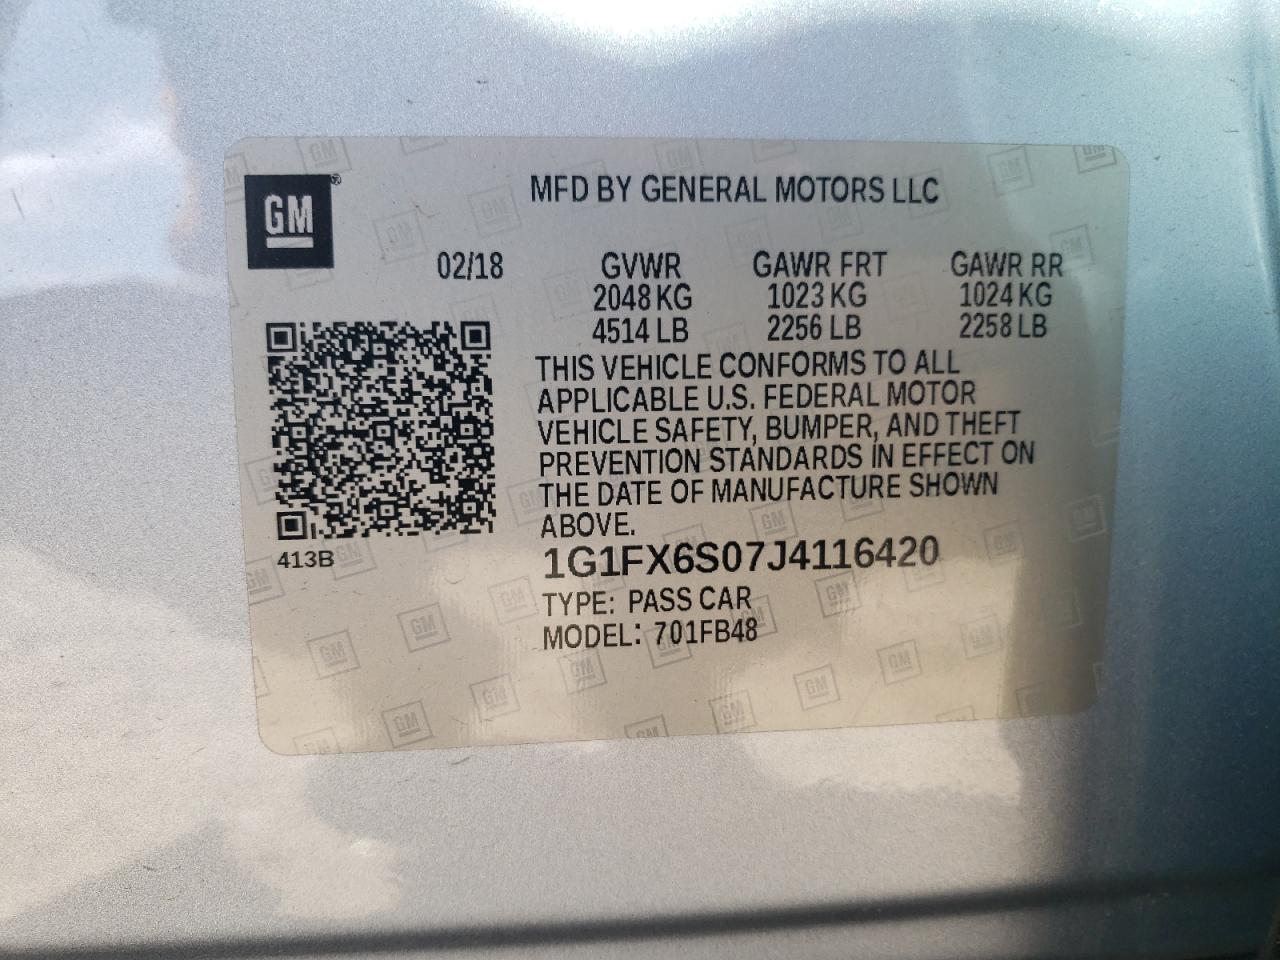 GM®
MFD BY GENERAL MOTORS LLC
02/18 GVWR GAWR FRT GAWR RR
2048 KG 1023 KG 1024 KG
4514 LB 2256 LB 2258 LB
THIS VEHICLE CONFORMS TO ALL
APPLICABLE U.S. FEDERAL MOTOR
VEHICLE SAFETY, BUMPER, AND THEFT
PREVENTION STANDARDS IN EFFECT ON
THE DATE OF MANUFACTURE SHOWN
ABOVE.
413B
1G1FX6S07J4116420
TYPE: PASS CAR
MODEL: 701FB48